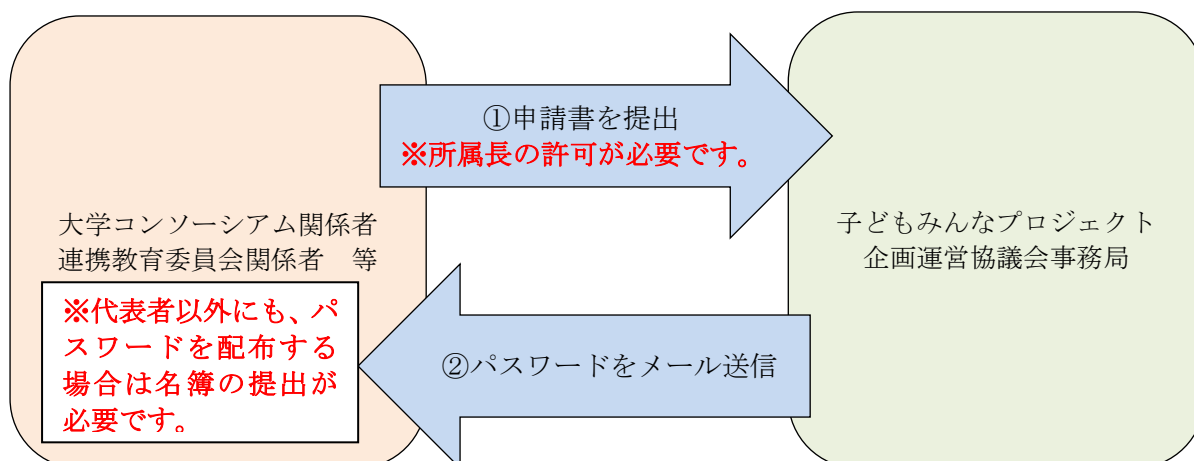 ①申請書を提出
※所属長の許可が必要です。
大学コンソーシアム関係者
連携教育委員会関係者　等
※代表者以外にも、パ
スワードを配布する
場合は名簿の提出が
必要です。
子どもみんなプロジェクト
企画運営協議会事務局
②パスワードをメール送信